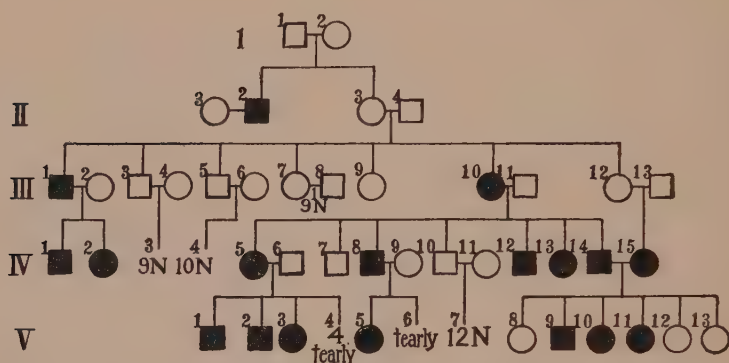 I 1 2
II 3 2 3 4
III 1 2 3 4 5 6 7 8 9 10 11 12 13
9N
IV 1 2 3 4 5 6 7 8 9 10 11 12 13 14 15
9N 10N
V 1 2 3 4 5 6 7 8 9 10 11 12 13
4 tearly 12N
tearly